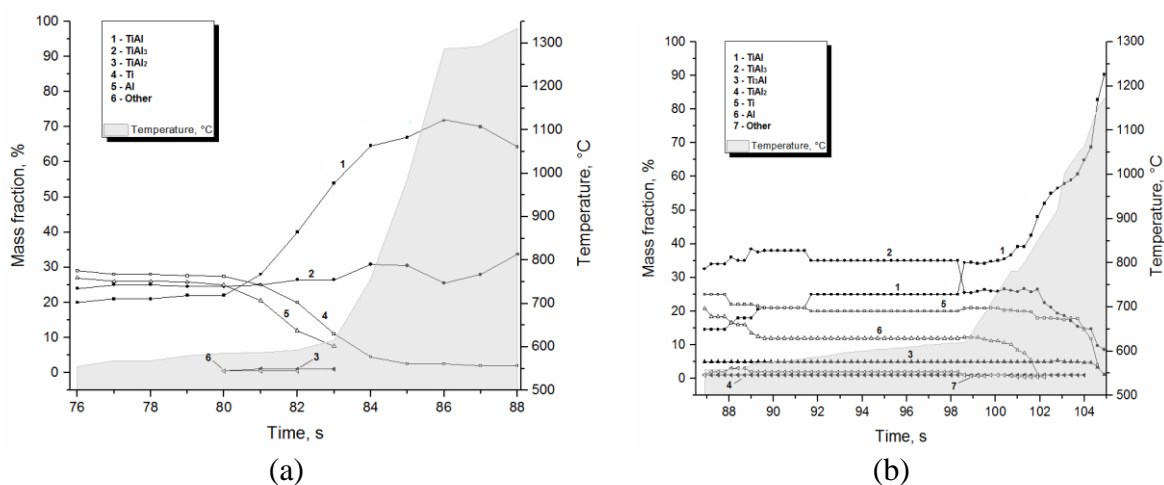 100
90
80
70
60
50
40
30
20
10
0
Mass fraction, %
1 - TiAl
2 - TiAl₃
3 - TiAl₂
4 - Ti
5 - Al
6 - Other
Temperature, °C
1
2
4
5
6
3
1300
1200
1100
1000
900
800
700
600
500
Temperature, °C
76 78 80 82 84 86 88
Time, s
(a)
100
90
80
70
60
50
40
30
20
10
0
Mass fraction, %
1 - TiAl
2 - TiAl₃
3 - Ti₃Al
4 - TiAl₂
5 - Ti
6 - Al
7 - Other
Temperature, °C
2
1
1
5
6
3
4
7
1300
1200
1100
1000
900
800
700
600
500
Temperature, °C
88 90 92 94 96 98 100 102 104
Time, s
(b)